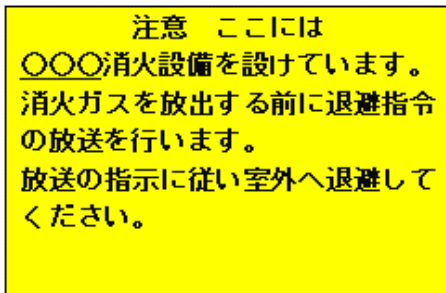 注意　ここには
○○○消火設備を設けています。
消火ガスを放出する前に退避指令
の放送を行います。
放送の指示に従い室外へ退避して
ください。